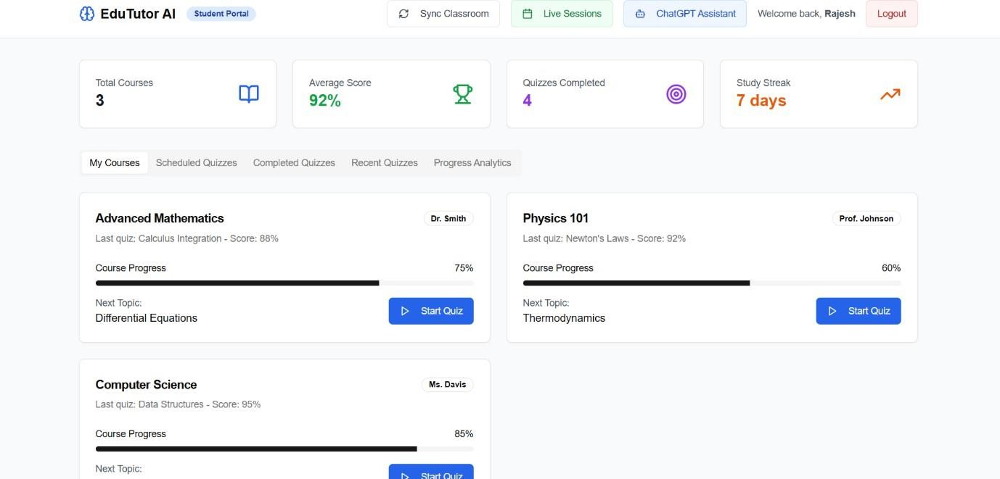 EduTutor AI Student Portal Sync Classroom Live Sessions ChatGPT Assistant Welcome back, Rajesh Logout
Total Courses
3
Average Score
92%
Quizzes Completed
4
Study Streak
7 days
My Courses Scheduled Quizzes Completed Quizzes Recent Quizzes Progress Analytics
Advanced Mathematics Dr. Smith
Last quiz: Calculus Integration - Score: 88%
Course Progress 75%
Next Topic:
Differential Equations
Start Quiz
Physics 101 Prof. Johnson
Last quiz: Newton's Laws - Score: 92%
Course Progress 60%
Next Topic:
Thermodynamics
Start Quiz
Computer Science Ms. Davis
Last quiz: Data Structures - Score: 95%
Course Progress 85%
Next Topic:
Start Quiz